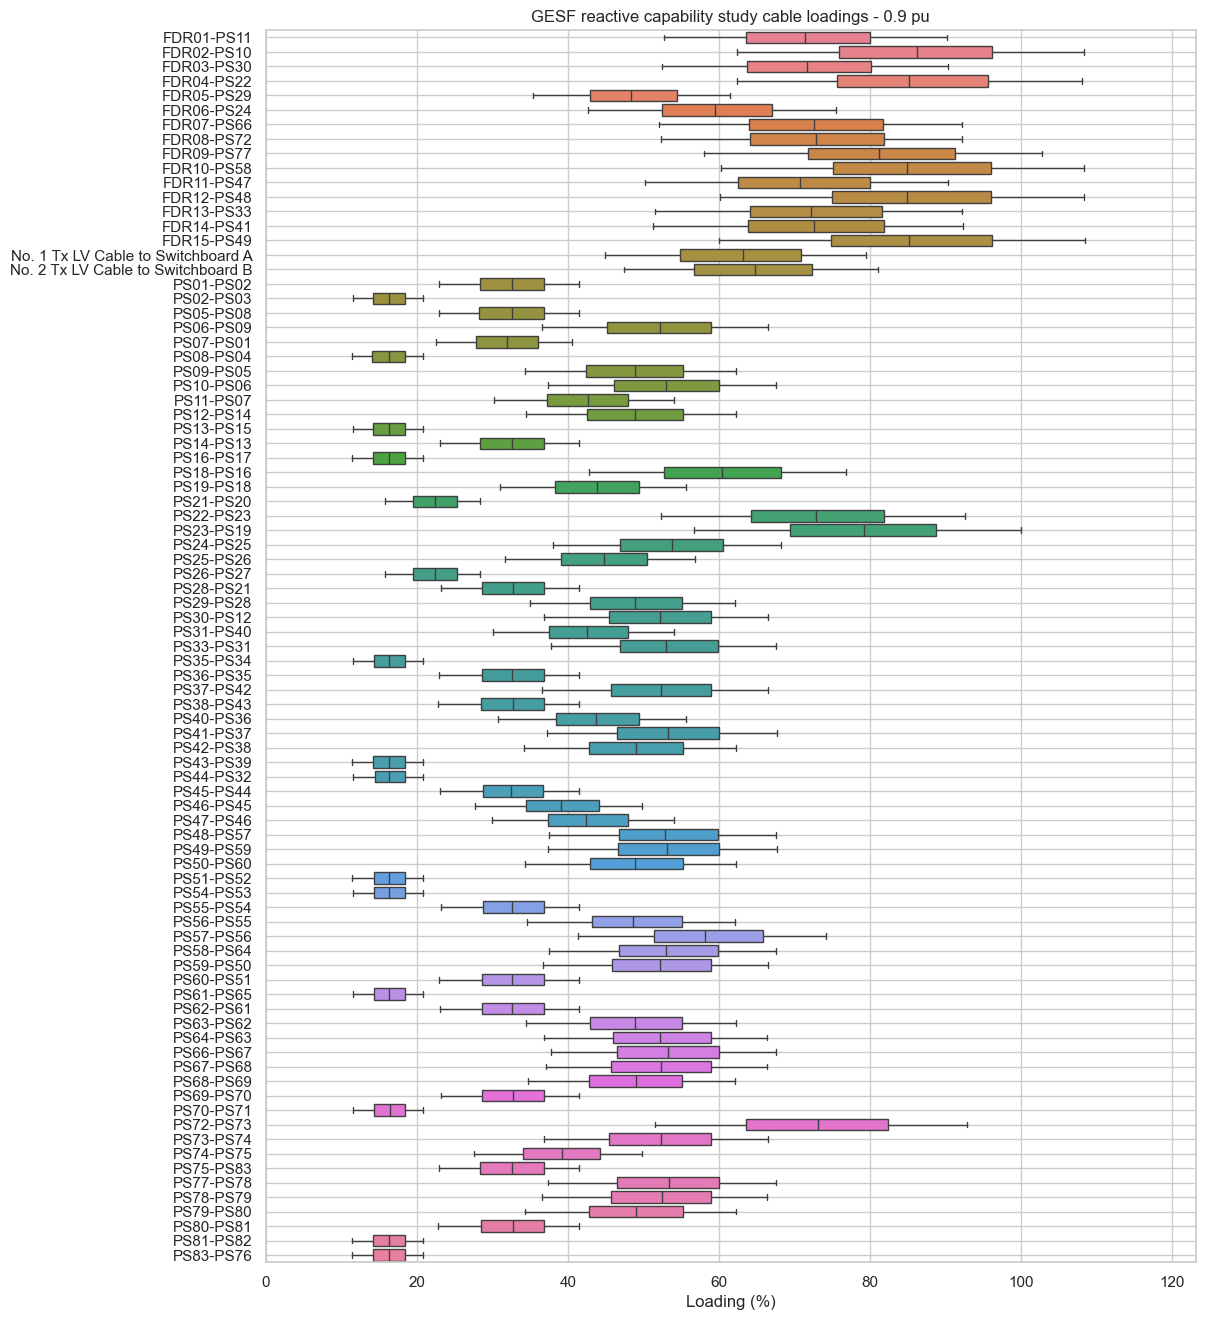 GESF reactive capability study cable loadings - 0.9 pu
FDR01-PS11
FDR02-PS10
FDR03-PS30
FDR04-PS22
FDR05-PS29
FDR06-PS24
FDR07-PS66
FDR08-PS72
FDR09-PS77
FDR10-PS58
FDR11-PS47
FDR12-PS48
FDR13-PS33
FDR14-PS41
FDR15-PS49
No. 1 Tx LV Cable to Switchboard A
No. 2 Tx LV Cable to Switchboard B
PS01-PS02
PS02-PS03
PS05-PS08
PS06-PS09
PS07-PS01
PS08-PS04
PS09-PS05
PS10-PS06
PS11-PS07
PS12-PS14
PS13-PS15
PS14-PS13
PS16-PS17
PS18-PS16
PS19-PS18
PS21-PS20
PS22-PS23
PS23-PS19
PS24-PS25
PS25-PS26
PS26-PS27
PS28-PS21
PS29-PS28
PS30-PS12
PS31-PS40
PS33-PS31
PS35-PS34
PS36-PS35
PS37-PS42
PS38-PS43
PS40-PS36
PS41-PS37
PS42-PS38
PS43-PS39
PS44-PS32
PS45-PS44
PS46-PS45
PS47-PS46
PS48-PS57
PS49-PS59
PS50-PS60
PS51-PS52
PS54-PS53
PS55-PS54
PS56-PS55
PS57-PS56
PS58-PS64
PS59-PS50
PS60-PS51
PS61-PS65
PS62-PS61
PS63-PS62
PS64-PS63
PS66-PS67
PS67-PS68
PS68-PS69
PS69-PS70
PS70-PS71
PS72-PS73
PS73-PS74
PS74-PS75
PS75-PS83
PS77-PS78
PS78-PS79
PS79-PS80
PS80-PS81
PS81-PS82
PS83-PS76
0 20 40 60 80 100 120
Loading (%)